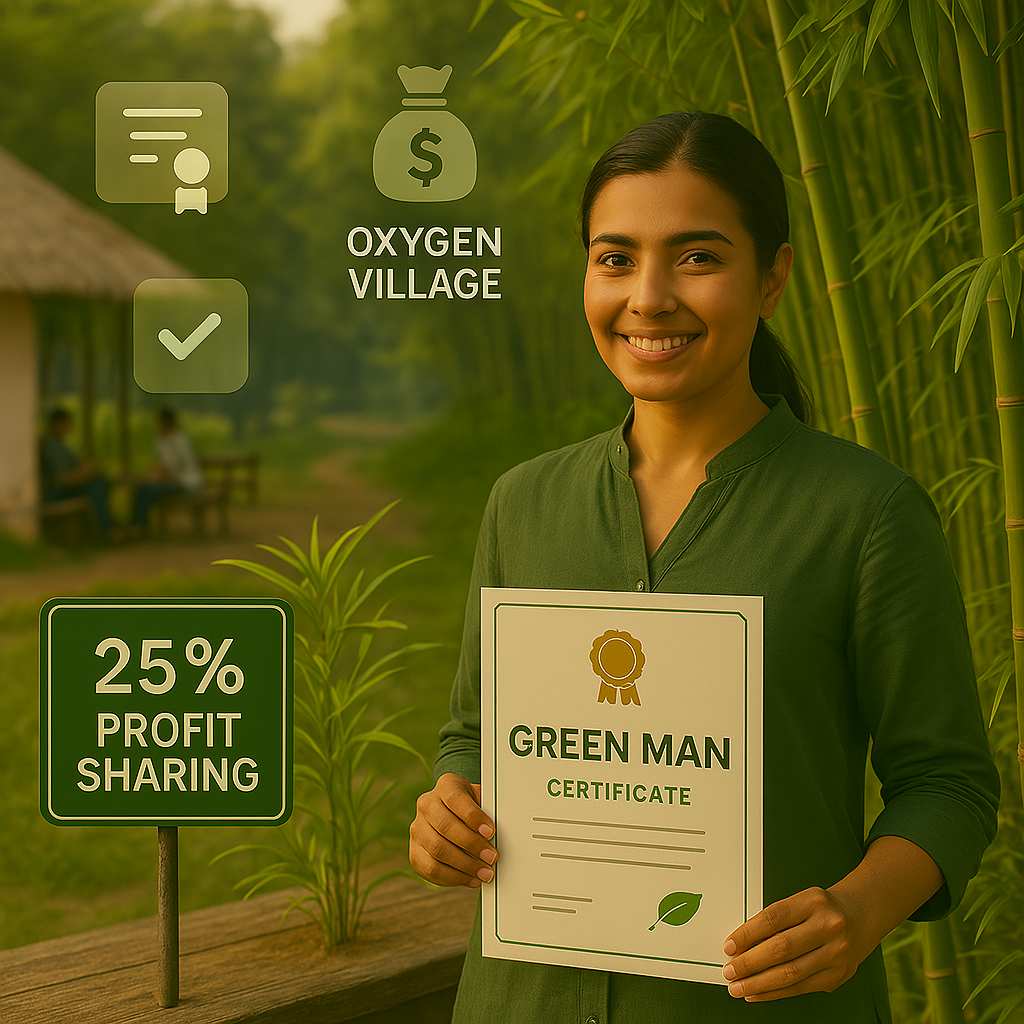 $
OXYGEN
VILLAGE
25%
PROFIT
SHARING
GREEN MAN
CERTIFICATE